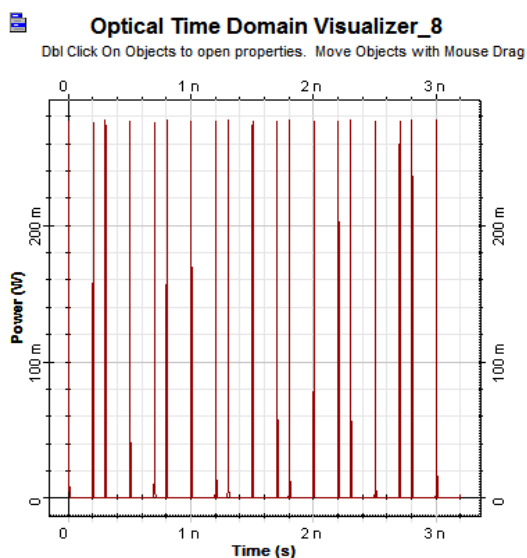 Optical Time Domain Visualizer_8
Dbl Click On Objects to open properties. Move Objects with Mouse Drag
0 1 n 2 n 3 n
200 m 200 m
Power (W)
100 m 100 m
0 0
0 1 n 2 n 3 n
Time (s)